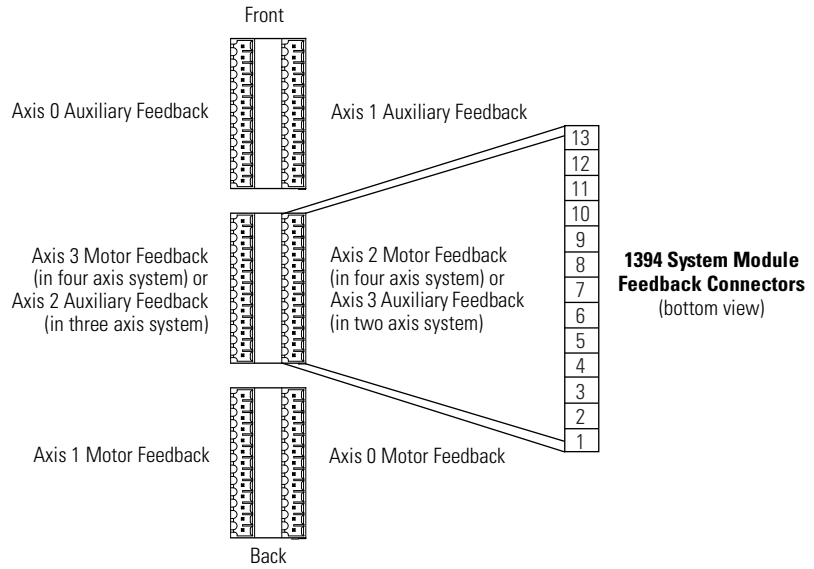 Front
Axis 0 Auxiliary Feedback
Axis 1 Auxiliary Feedback
13
12
11
10
9
8
7
6
5
4
3
2
1
Axis 3 Motor Feedback
(in four axis system) or
Axis 2 Auxiliary Feedback
(in three axis system)
Axis 2 Motor Feedback
(in four axis system) or
Axis 3 Auxiliary Feedback
(in two axis system)
1394 System Module
Feedback Connectors
(bottom view)
Axis 1 Motor Feedback
Axis 0 Motor Feedback
Back